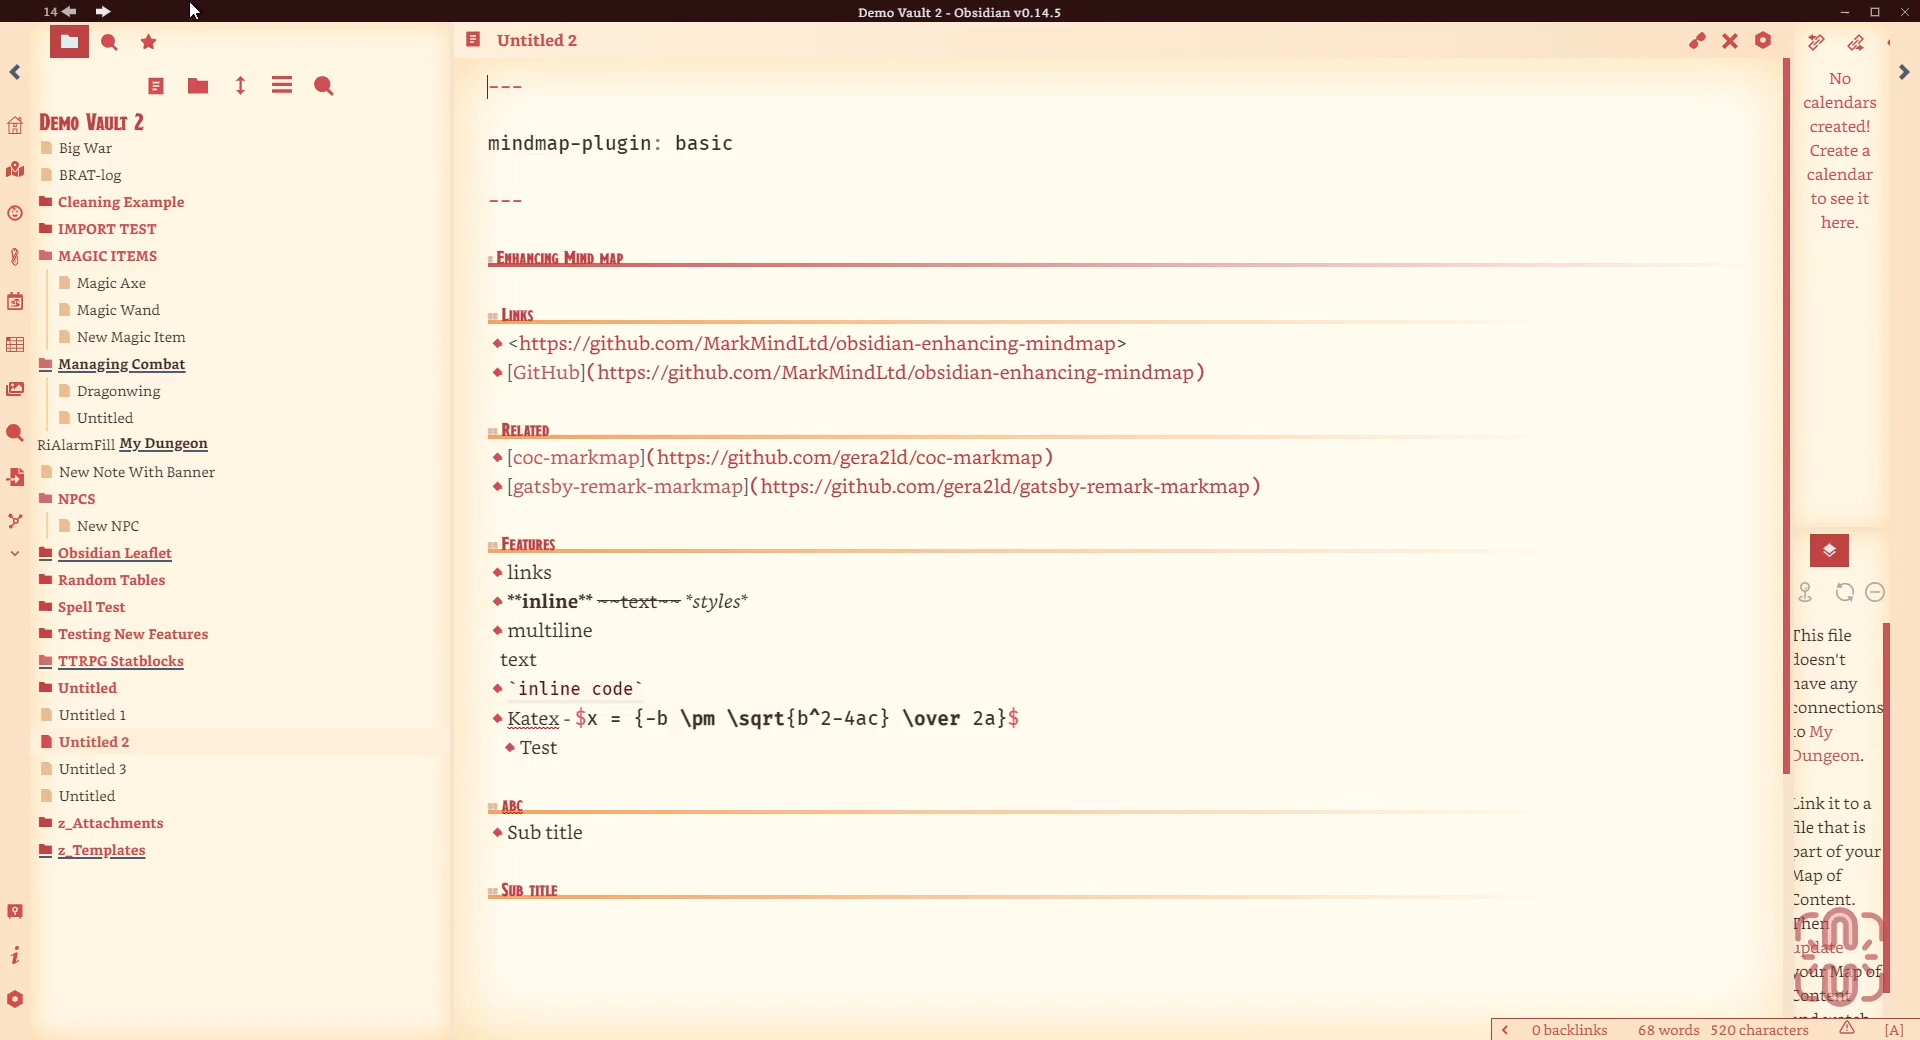 14
Demo Vault 2 - Obsidian v0.14.5
Untitled 2
Demo Vault 2
Big War
BRAT-log
Cleaning Example
IMPORT TEST
MAGIC ITEMS
Magic Axe
Magic Wand
New Magic Item
Managing Combat
Dragonwing
Untitled
RiAlarmFill My Dungeon
New Note With Banner
NPCS
New NPC
Obsidian Leaflet
Random Tables
Spell Test
Testing New Features
TTRPG Statblocks
Untitled
Untitled 1
Untitled 2
Untitled 3
Untitled
z_Attachments
z_Templates
---
mindmap-plugin: basic
---
Enhancing Mind map
Links
<https://github.com/MarkMindLtd/obsidian-enhancing-mindmap>
[GitHub](https://github.com/MarkMindLtd/obsidian-enhancing-mindmap)
Related
[coc-markmap](https://github.com/gera2ld/coc-markmap)
[gatsby-remark-markmap](https://github.com/gera2ld/gatsby-remark-markmap)
Features
links
**inline** ~~text~~ *styles*
multiline
text
`inline code`
Katex - $x = {-b \pm \sqrt{b^2-4ac} \over 2a}$
Test
abc
Sub title
Sub title
No
calendars
created!
Create a
calendar
to see it
here.
This file
doesn't
have any
connections
to My
Dungeon.
Link it to a
file that is
part of your
Map of
Content.
Then
update
your Map of
Content
and watch
0 backlinks 68 words 520 characters [A]